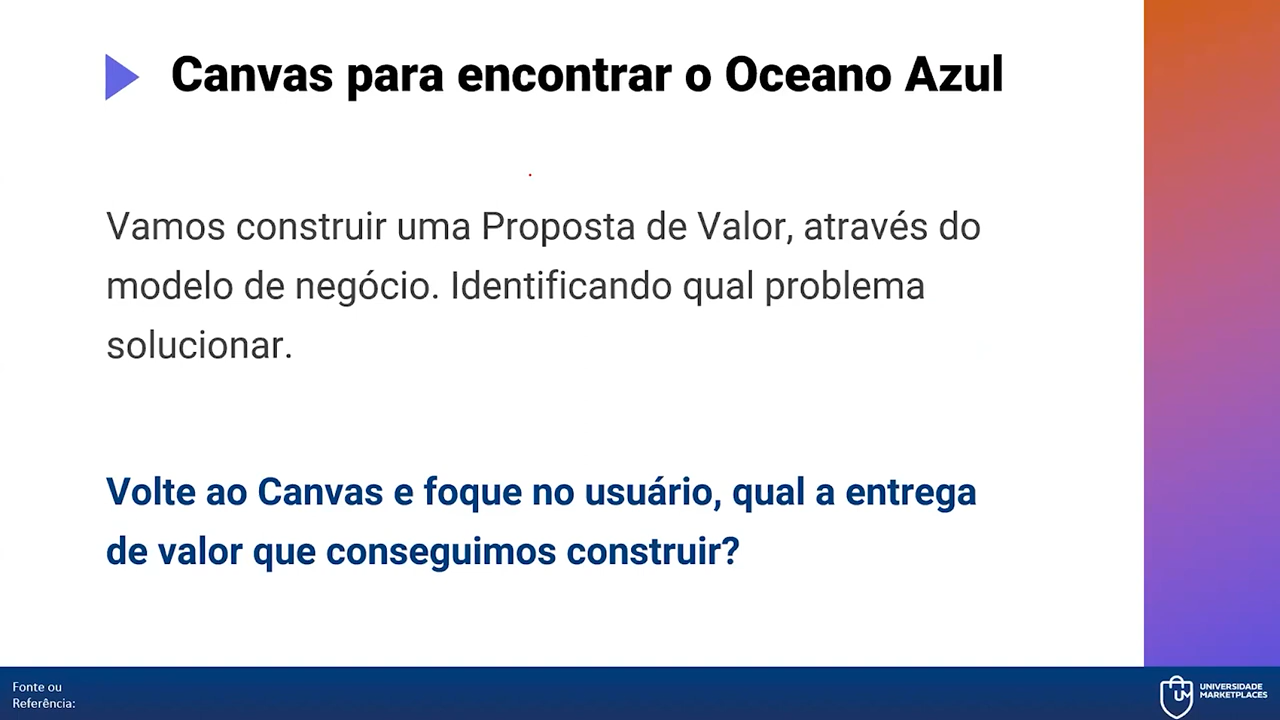 Canvas para encontrar o Oceano Azul
Vamos construir uma Proposta de Valor, através do
modelo de negócio. Identificando qual problema
solucionar.
Volte ao Canvas e foque no usuário, qual a entrega
de valor que conseguimos construir?
Fonte ou
Referência:
UM
UNIVERSIDADE
MARKETPLACES